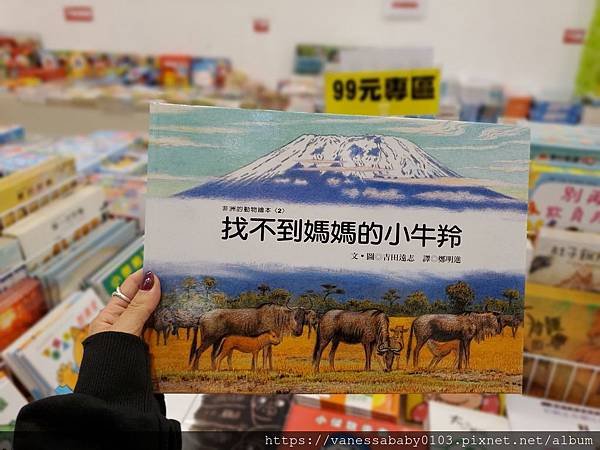 99元專區
非洲的動物繪本〈2〉
找不到媽媽的小牛羚
文・圖◎吉田遠志 譯◎鄭明進
https://vanessababy0103.pixnet.net/album